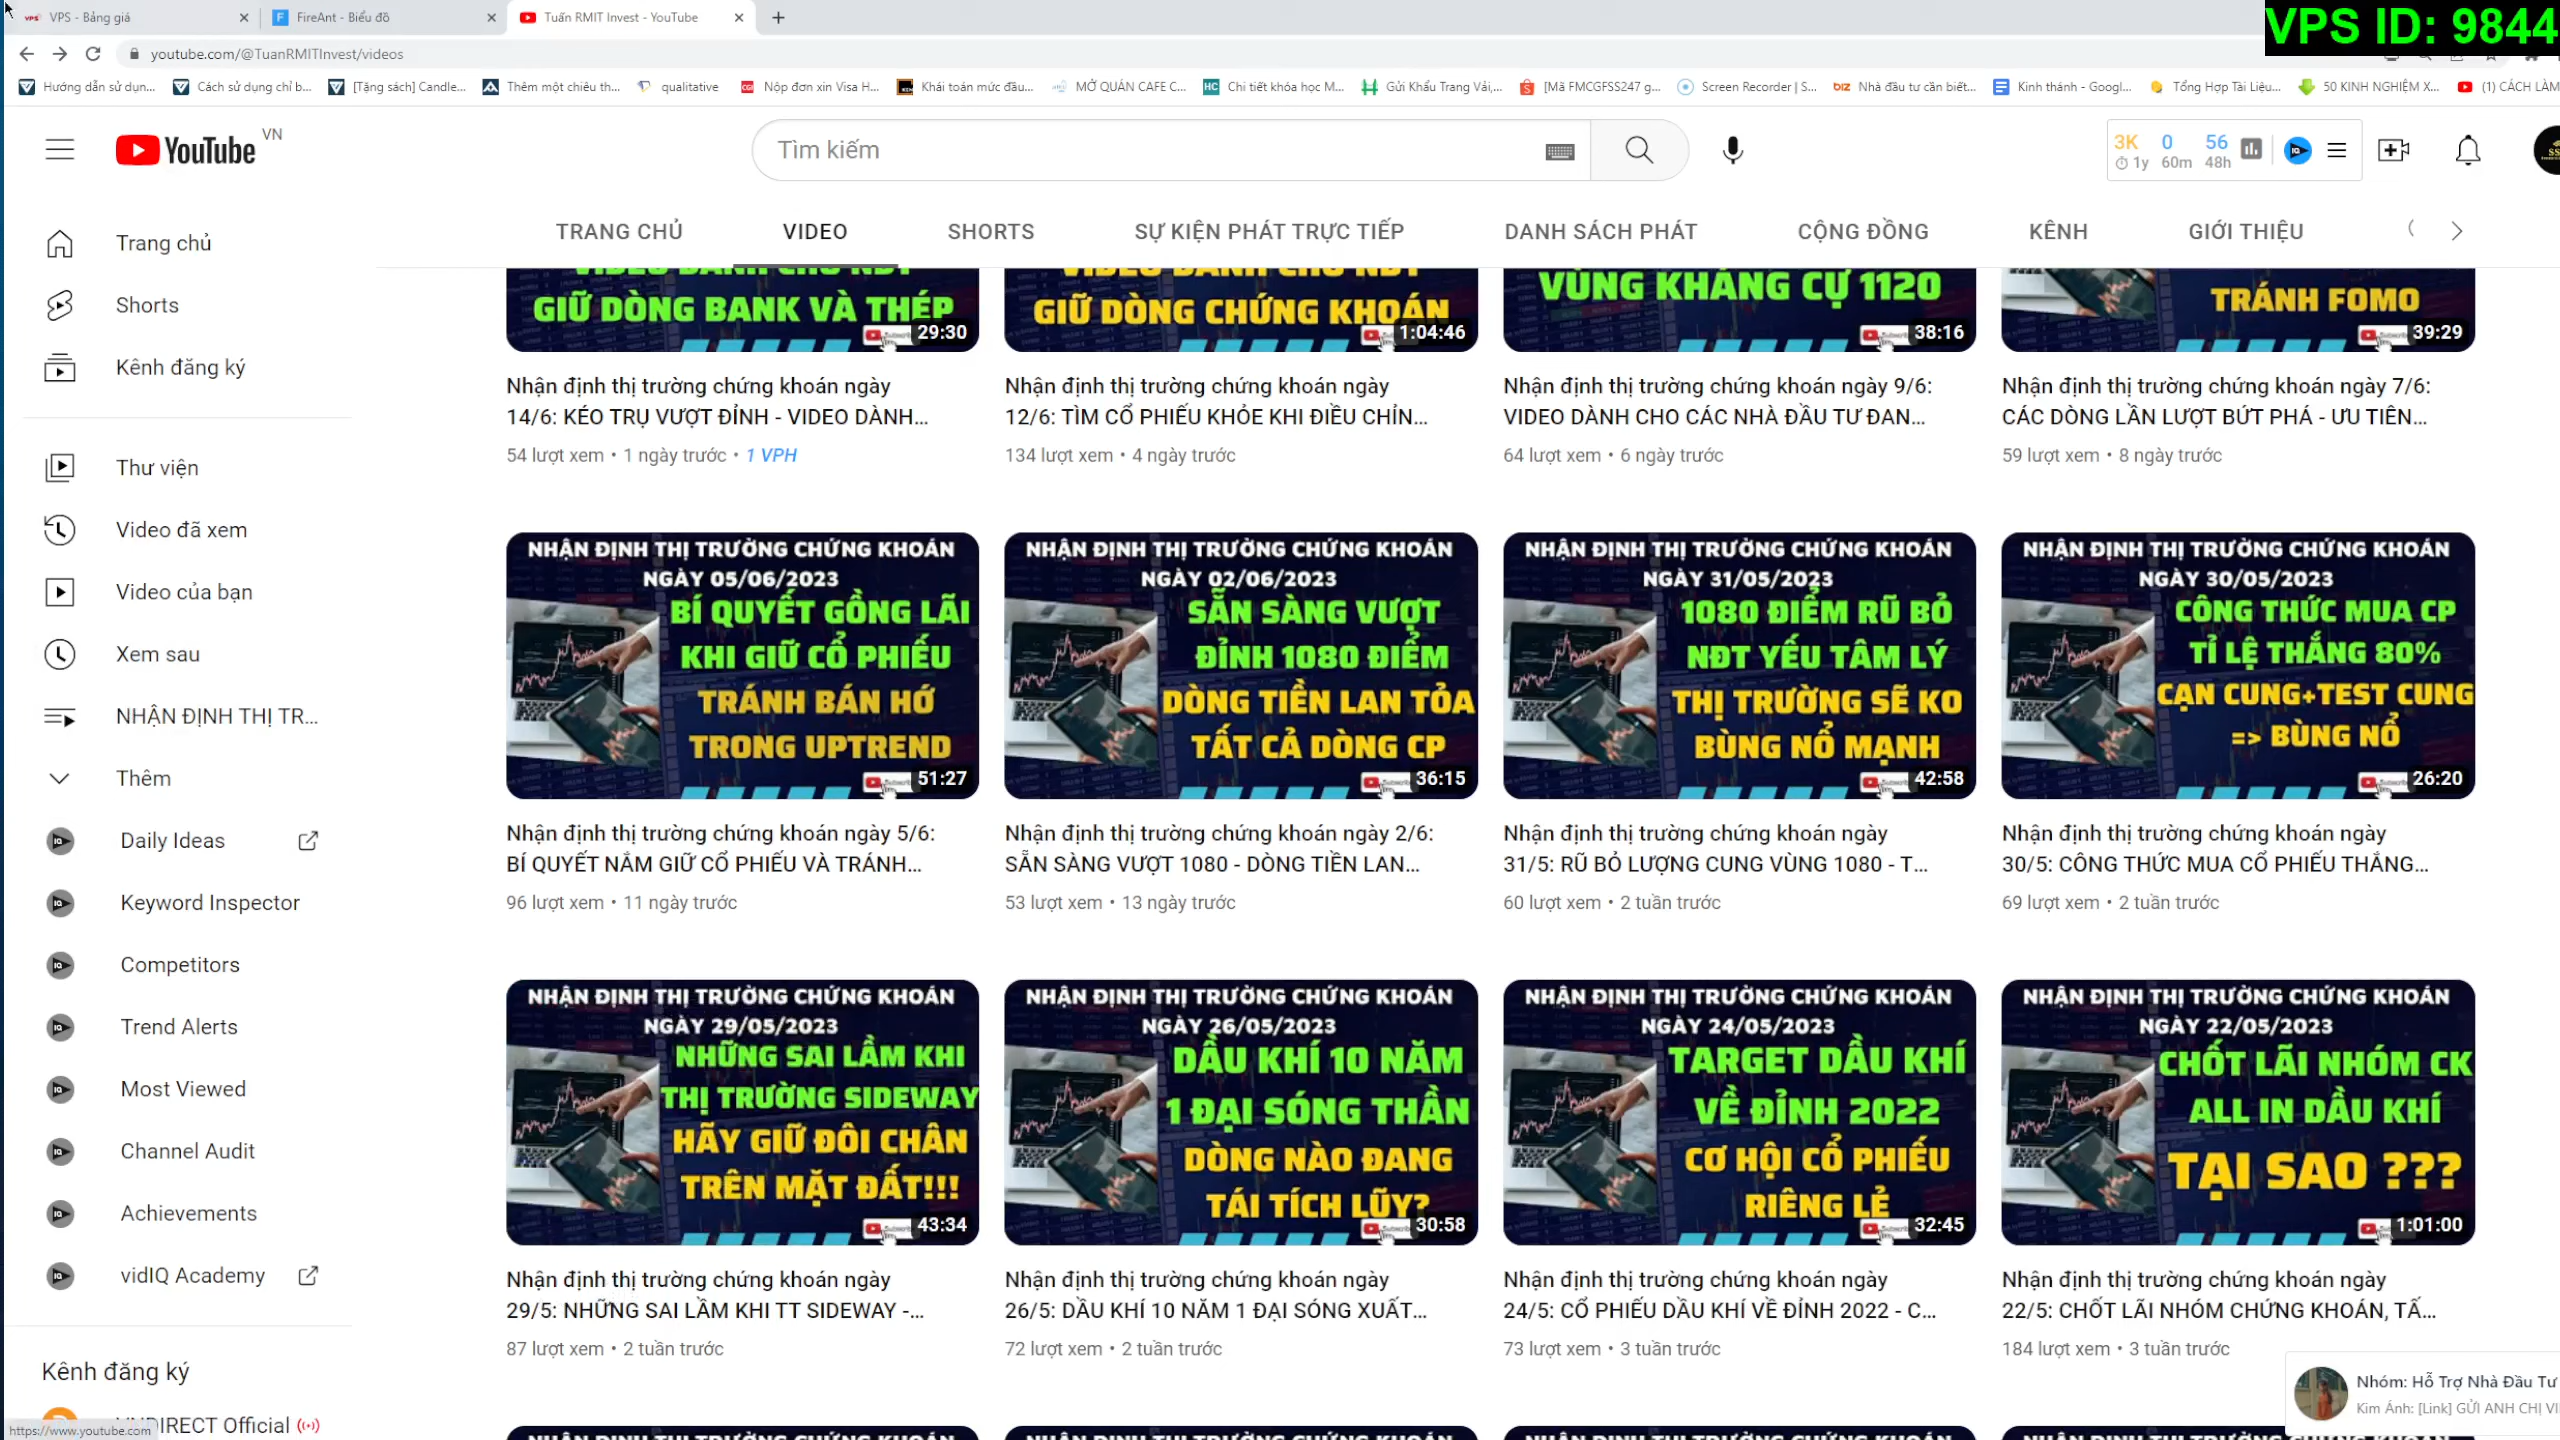 VPS - Bảng giá
FireAnt - Biểu đồ
Tuấn RMIT Invest - YouTube
VPS ID: 9844
youtube.com/@TuanRMITInvest/videos
Hướng dẫn sử dụn...
Cách sử dụng chỉ b...
[Tặng sách] Candle...
Thêm một chiêu th...
qualitative
Nộp đơn xin Visa H...
Khái toán mức đầu...
MỞ QUÁN CAFE C...
Chi tiết khóa học M...
Gửi Khẩu Trang Vải,...
[Mã FMCGFSS247 g...
Screen Recorder | S...
Nhà đầu tư cần biết...
Kinh thánh - Googl...
Tổng Hợp Tài Liệu...
50 KINH NGHIỆM X...
(1) CÁCH LÀM
YouTube VN
Tìm kiếm
3K 0 56
1y 60m 48h
TRANG CHỦ VIDEO SHORTS SỰ KIỆN PHÁT TRỰC TIẾP DANH SÁCH PHÁT CỘNG ĐỒNG KÊNH GIỚI THIỆU
Trang chủ
Shorts
Kênh đăng ký
Thư viện
Video đã xem
Video của bạn
Xem sau
NHẬN ĐỊNH THỊ TR...
Thêm
Daily Ideas
Keyword Inspector
Competitors
Trend Alerts
Most Viewed
Channel Audit
Achievements
vidIQ Academy
Kênh đăng ký
DIRECT Official
https://www.youtube.com
VIDEO DÀNH CHO NĐT
GIỮ DÒNG BANK VÀ THÉP
29:30
Nhận định thị trường chứng khoán ngày
14/6: KÉO TRỤ VƯỢT ĐỈNH - VIDEO DÀNH...
54 lượt xem • 1 ngày trước • 1 VPH
VIDEO DÀNH CHO NĐT
GIỮ DÒNG CHỨNG KHOÁN
1:04:46
Nhận định thị trường chứng khoán ngày
12/6: TÌM CỔ PHIẾU KHỎE KHI ĐIỀU CHỈN...
134 lượt xem • 4 ngày trước
VÙNG KHÁNG CỰ 1120
38:16
Nhận định thị trường chứng khoán ngày 9/6:
VIDEO DÀNH CHO CÁC NHÀ ĐẦU TƯ ĐAN...
64 lượt xem • 6 ngày trước
TRÁNH FOMO
39:29
Nhận định thị trường chứng khoán ngày 7/6:
CÁC DÒNG LẦN LƯỢT BỨT PHÁ - ƯU TIÊN...
59 lượt xem • 8 ngày trước
NHẬN ĐỊNH THỊ TRƯỜNG CHỨNG KHOÁN
NGÀY 05/06/2023
BÍ QUYẾT GỒNG LÃI
KHI GIỮ CỔ PHIẾU
TRÁNH BÁN HỚ
TRONG UPTREND
51:27
Nhận định thị trường chứng khoán ngày 5/6:
BÍ QUYẾT NẮM GIỮ CỔ PHIẾU VÀ TRÁNH...
96 lượt xem • 11 ngày trước
NHẬN ĐỊNH THỊ TRƯỜNG CHỨNG KHOÁN
NGÀY 02/06/2023
SẴN SÀNG VƯỢT
ĐỈNH 1080 ĐIỂM
DÒNG TIỀN LAN TỎA
TẤT CẢ DÒNG CP
36:15
Nhận định thị trường chứng khoán ngày 2/6:
SẴN SÀNG VƯỢT 1080 - DÒNG TIỀN LAN...
53 lượt xem • 13 ngày trước
NHẬN ĐỊNH THỊ TRƯỜNG CHỨNG KHOÁN
NGÀY 31/05/2023
1080 ĐIỂM RŨ BỎ
NĐT YẾU TÂM LÝ
THỊ TRƯỜNG SẼ KO
BÙNG NỔ MẠNH
42:58
Nhận định thị trường chứng khoán ngày
31/5: RŨ BỎ LƯỢNG CUNG VÙNG 1080 - T...
60 lượt xem • 2 tuần trước
NHẬN ĐỊNH THỊ TRƯỜNG CHỨNG KHOÁN
NGÀY 30/05/2023
CÔNG THỨC MUA CP
TỈ LỆ THẮNG 80%
CẠN CUNG+TEST CUNG
=> BÙNG NỔ
26:20
Nhận định thị trường chứng khoán ngày
30/5: CÔNG THỨC MUA CỔ PHIẾU THẮNG...
69 lượt xem • 2 tuần trước
NHẬN ĐỊNH THỊ TRƯỜNG CHỨNG KHOÁN
NGÀY 29/05/2023
NHỮNG SAI LẦM KHI
THỊ TRƯỜNG SIDEWAY
HÃY GIỮ ĐÔI CHÂN
TRÊN MẶT ĐẤT!!!
43:34
Nhận định thị trường chứng khoán ngày
29/5: NHỮNG SAI LẦM KHI TT SIDEWAY -...
87 lượt xem • 2 tuần trước
NHẬN ĐỊNH THỊ TRƯỜNG CHỨNG KHOÁN
NGÀY 26/05/2023
DẦU KHÍ 10 NĂM
1 ĐẠI SÓNG THẦN
DÒNG NÀO ĐANG
TÁI TÍCH LŨY?
30:58
Nhận định thị trường chứng khoán ngày
26/5: DẦU KHÍ 10 NĂM 1 ĐẠI SÓNG XUẤT...
72 lượt xem • 2 tuần trước
NHẬN ĐỊNH THỊ TRƯỜNG CHỨNG KHOÁN
NGÀY 24/05/2023
TARGET DẦU KHÍ
VỀ ĐỈNH 2022
CƠ HỘI CỔ PHIẾU
RIÊNG LẺ
32:45
Nhận định thị trường chứng khoán ngày
24/5: CỔ PHIẾU DẦU KHÍ VỀ ĐỈNH 2022 - C...
73 lượt xem • 3 tuần trước
NHẬN ĐỊNH THỊ TRƯỜNG CHỨNG KHOÁN
NGÀY 22/05/2023
CHỐT LÃI NHÓM CK
ALL IN DẦU KHÍ
TẠI SAO ???
1:01:00
Nhận định thị trường chứng khoán ngày
22/5: CHỐT LÃI NHÓM CHỨNG KHOÁN, TẤ...
184 lượt xem • 3 tuần trước
Nhóm: Hỗ Trợ Nhà Đầu Tư
Kim Ánh: [Link] GỬI ANH CHỊ VI